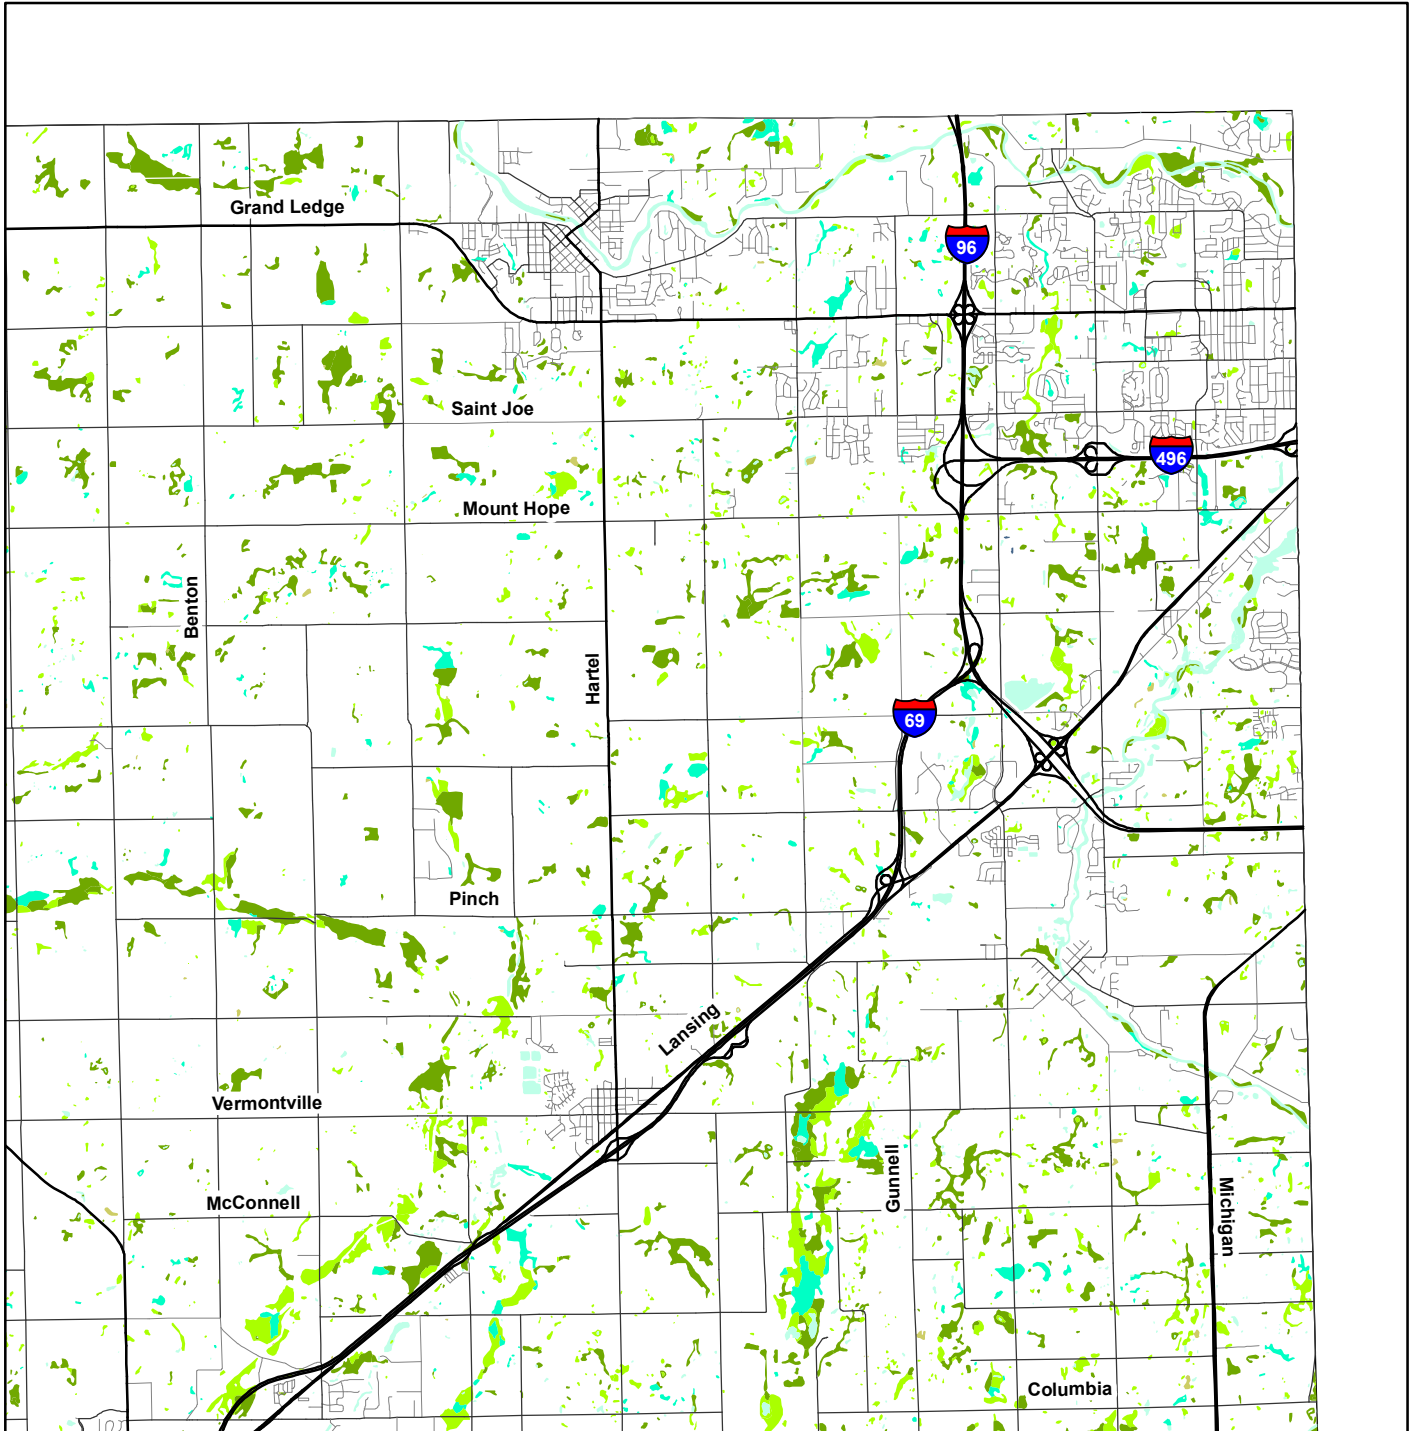 Grand Ledge
96
Saint Joe
496
Mount Hope
Benton
Hartel
69
Pinch
Lansing
Vermontville
Gunnell
McConnell
Michigan
Columbia